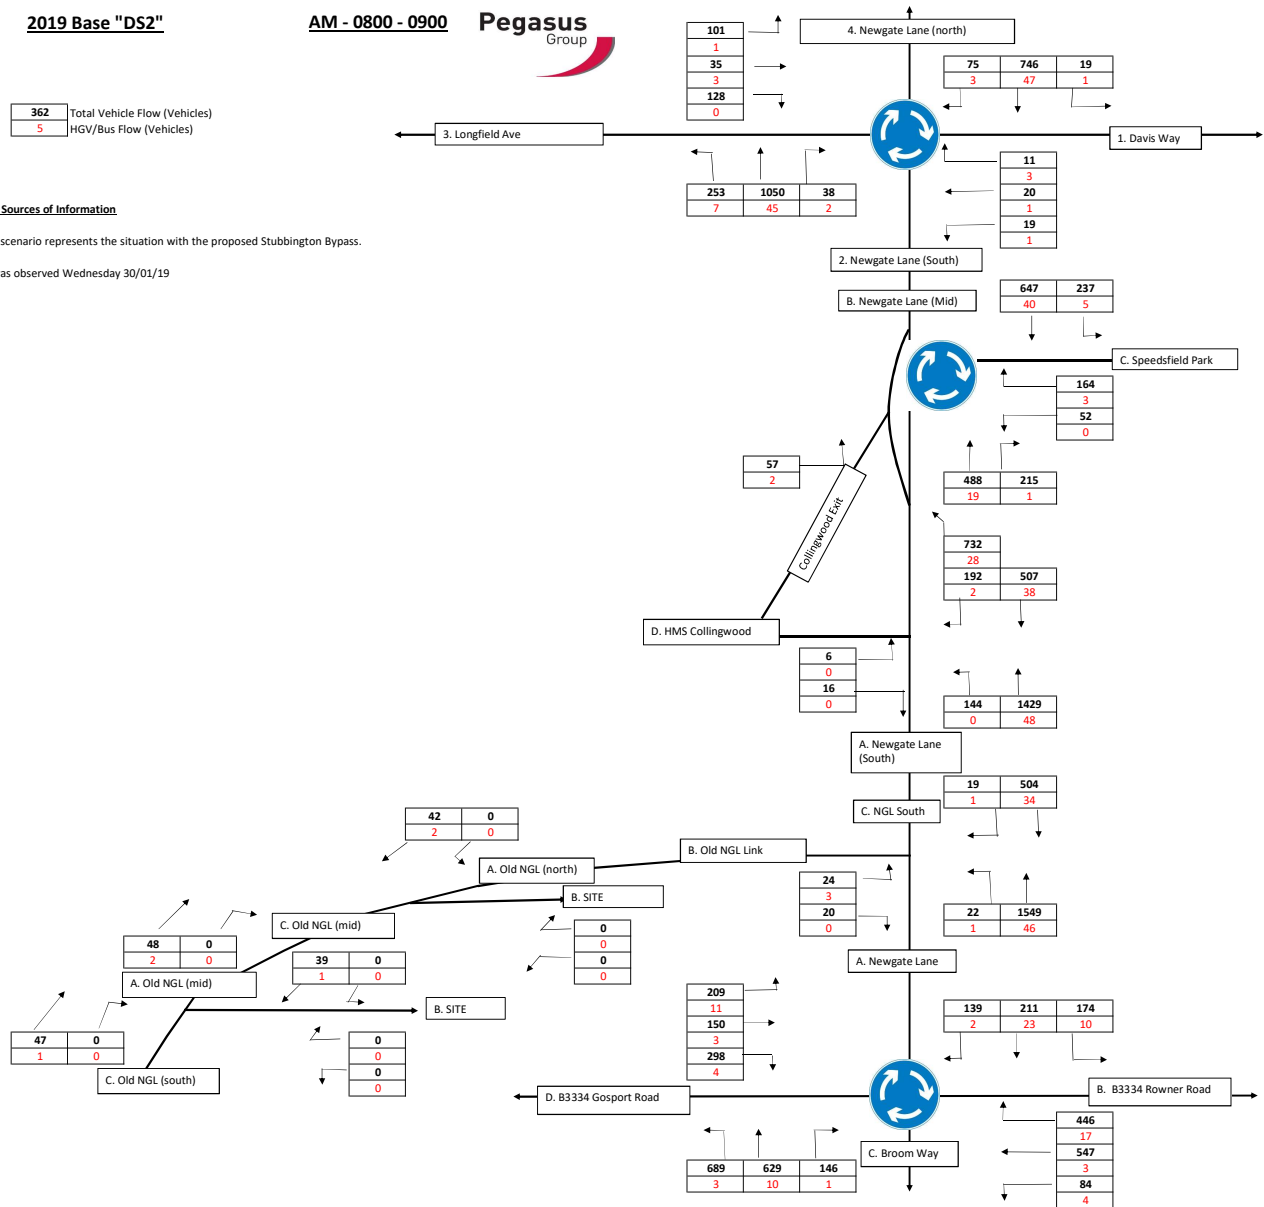 2019 Base "DS2"
AM - 0800 - 0900
Pegasus
Group
362 Total Vehicle Flow (Vehicles)
5 HGV/Bus Flow (Vehicles)
Sources of Information
scenario represents the situation with the proposed Stubbington Bypass.
as observed Wednesday 30/01/19
4. Newgate Lane (north)
101
1
35
3
128
0
75 746 19
3 47 1
3. Longfield Ave
1. Davis Way
253 1050 38
7 45 2
11
3
20
1
19
1
2. Newgate Lane (South)
B. Newgate Lane (Mid)
647 237
40 5
C. Speedsfield Park
164
3
52
0
57
2
488 215
19 1
Collingwood Exit
732
28
192 507
2 38
D. HMS Collingwood
6
0
16
0
144 1429
0 48
A. Newgate Lane
(South)
19 504
1 34
C. NGL South
42 0
2 0
B. Old NGL Link
A. Old NGL (north)
24
3
20
0
22 1549
1 46
B. SITE
C. Old NGL (mid)
0
0
0
0
48 0
2 0
39 0
1 0
A. Newgate Lane
A. Old NGL (mid)
B. SITE
209
11
150
3
298
4
139 211 174
2 23 10
47 0
1 0
0
0
0
0
C. Old NGL (south)
D. B3334 Gosport Road
B. B3334 Rowner Road
446
17
547
3
84
4
C. Broom Way
689 629 146
3 10 1